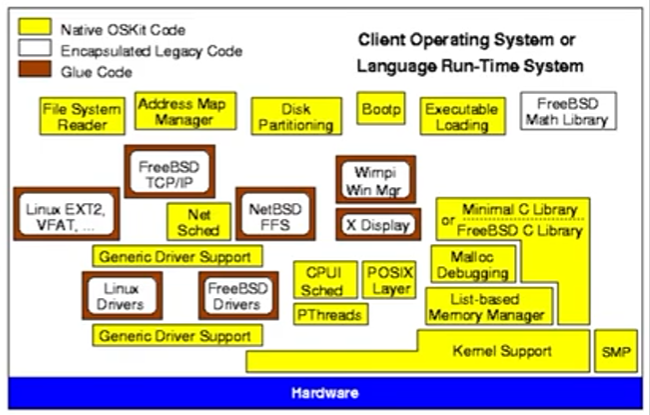 Native OSKit Code
Encapsulated Legacy Code
Glue Code
Client Operating System or
Language Run-Time System
File System
Reader
Address Map
Manager
Disk
Partitioning
Bootp
Executable
Loading
FreeBSD
Math Library
FreeBSD
TCP/IP
Wimpi
Win Mgr
Linux EXT2,
VFAT, ...
Net
Sched
NetBSD
FFS
X Display
or Minimal C Library
FreeBSD C Library
Generic Driver Support
Malloc
Debugging
Linux
Drivers
FreeBSD
Drivers
CPUI
Sched
POSIX
Layer
List-based
Memory Manager
PThreads
Generic Driver Support
Kernel Support
SMP
Hardware